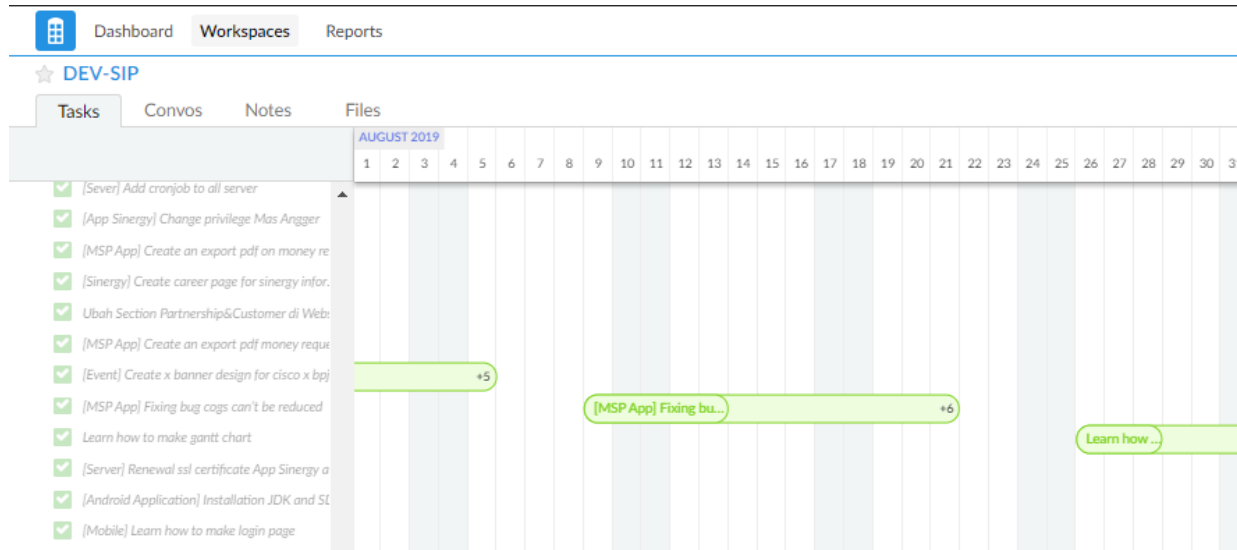 Dashboard Workspaces Reports
DEV-SIP
Tasks Convos Notes Files
AUGUST 2019
1 2 3 4 5 6 7 8 9 10 11 12 13 14 15 16 17 18 19 20 21 22 23 24 25 26 27 28 29 30
[Sever] Add cronjob to all server
[App Sinergy] Change privilege Mas Angger
[MSP App] Create an export pdf on money re
[Sinergy] Create career page for sinergy infor.
Ubah Section Partnership&Customer di Web
[MSP App] Create an export pdf money reque
[Event] Create x banner design for cisco x bpj +5
[MSP App] Fixing bug cogs can't be reduced [MSP App] Fixing bu... +6
Learn how to make gantt chart Learn how ...
[Server] Renewal ssl certificate App Sinergy a
[Android Application] Installation JDK and SD
[Mobile] Learn how to make login page